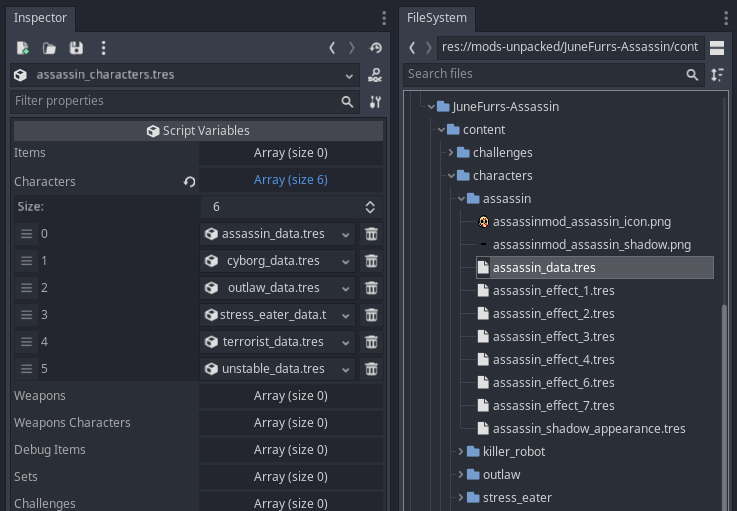 Inspector
assassin_characters.tres
Filter properties
Script Variables
Items
Array (size 0)
Characters
Array (size 6)
Size:
6
0
assassin_data.tres
1
cyborg_data.tres
2
outlaw_data.tres
3
stress_eater_data.t
4
terrorist_data.tres
5
unstable_data.tres
Weapons
Array (size 0)
Weapons Characters
Array (size 0)
Debug Items
Array (size 0)
Sets
Array (size 0)
Challenges
Array (size 0)
FileSystem
res://mods-unpacked/JuneFurrs-Assassin/cont
Search files
JuneFurrs-Assassin
content
challenges
characters
assassin
assassinmod_assassin_icon.png
assassinmod_assassin_shadow.png
assassin_data.tres
assassin_effect_1.tres
assassin_effect_2.tres
assassin_effect_3.tres
assassin_effect_4.tres
assassin_effect_6.tres
assassin_effect_7.tres
assassin_shadow_appearance.tres
killer_robot
outlaw
stress_eater